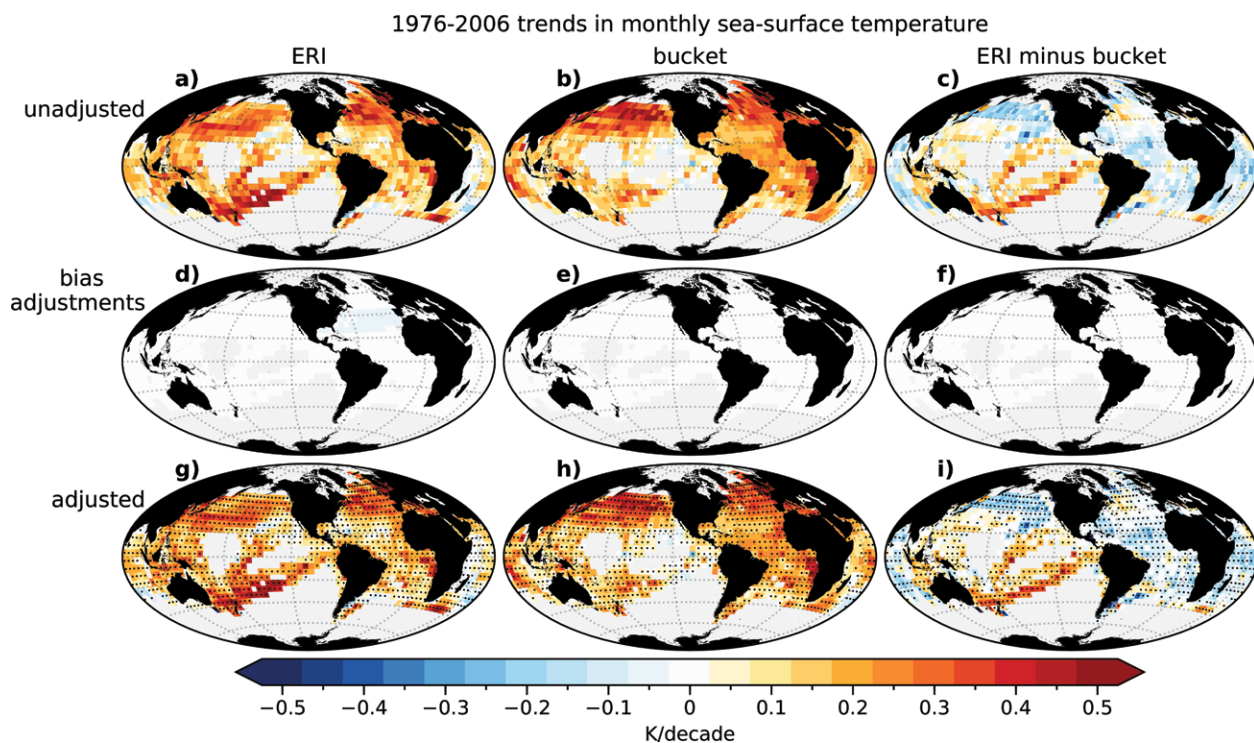 1976-2006 trends in monthly sea-surface temperature
ERI bucket ERI minus bucket
a) b) c)
unadjusted
d) e) f)
bias
adjustments
g) h) i)
adjusted
−0.5 −0.4 −0.3 −0.2 −0.1 0 0.1 0.2 0.3 0.4 0.5
K/decade